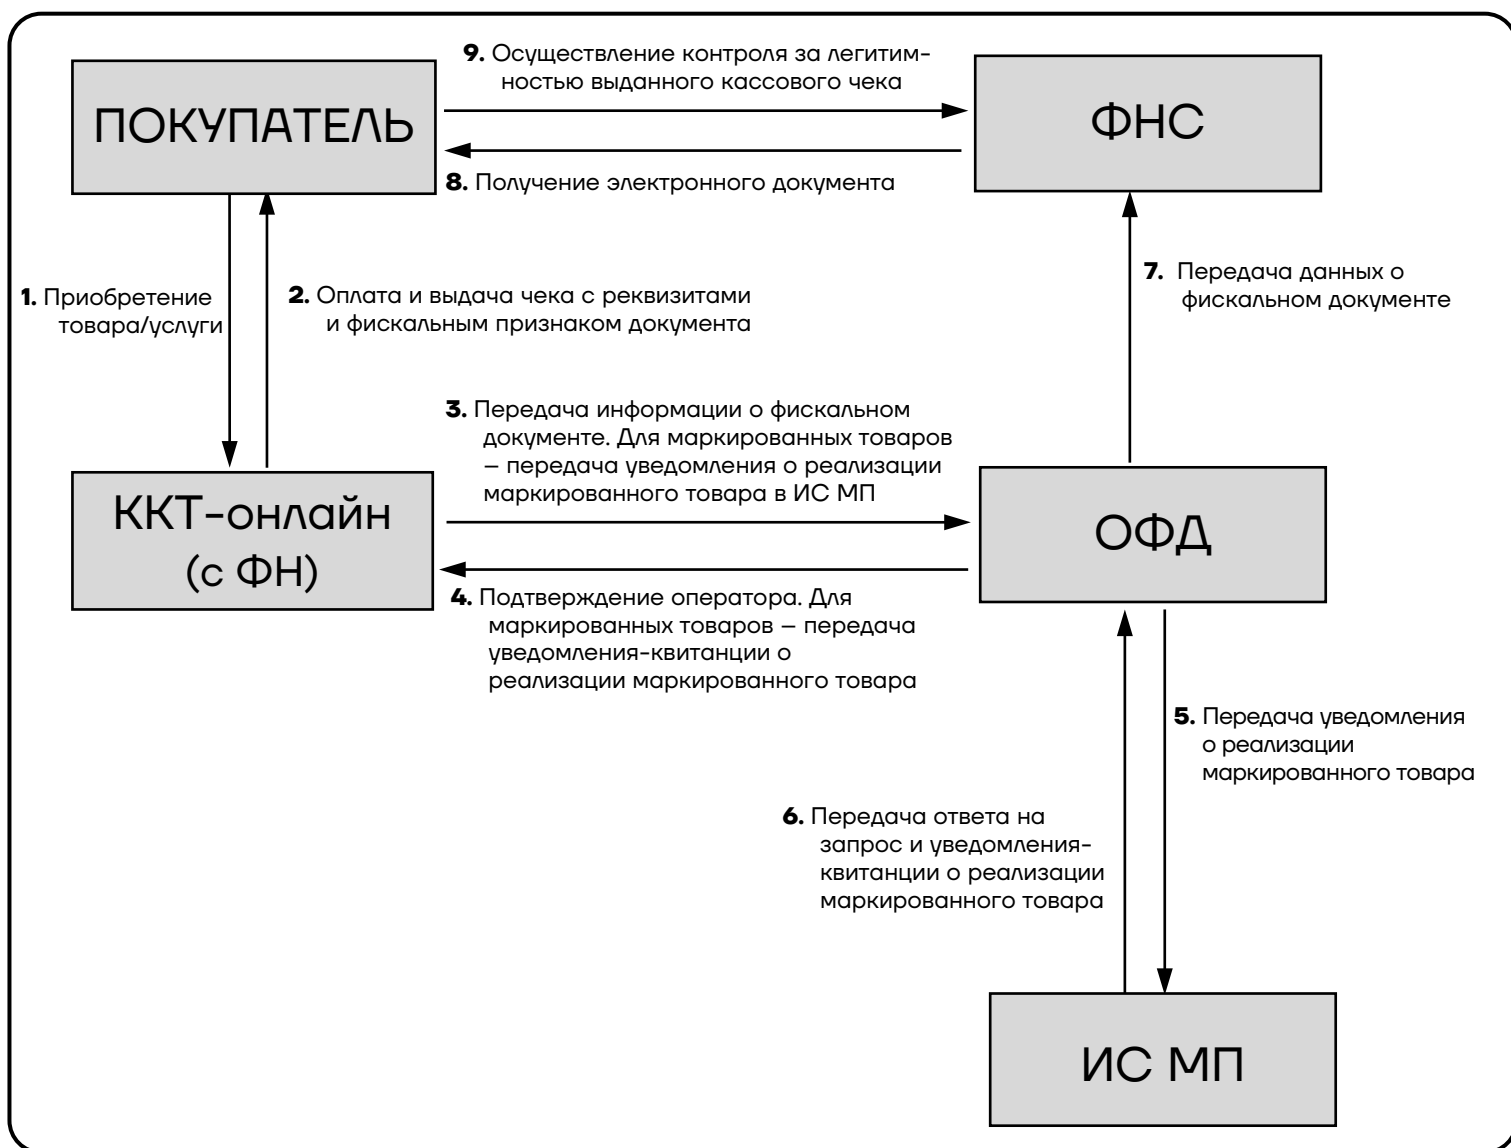 9. Осуществление контроля за легитим-
ностью выданного кассового чека
ПОКУПАТЕЛЬ
ФНС
8. Получение электронного документа
1. Приобретение
товара/услуги
2. Оплата и выдача чека с реквизитами
и фискальным признаком документа
7. Передача данных о
фискальном документе
3. Передача информации о фискальном
документе. Для маркированных товаров
– передача уведомления о реализации
маркированного товара в ИС МП
ККТ-онлайн
(с ФН)
ОФД
4. Подтверждение оператора. Для
маркированных товаров – передача
уведомления-квитанции о
реализации маркированного товара
5. Передача уведомления
о реализации
маркированного товара
6. Передача ответа на
запрос и уведомления-
квитанции о реализации
маркированного товара
ИС МП